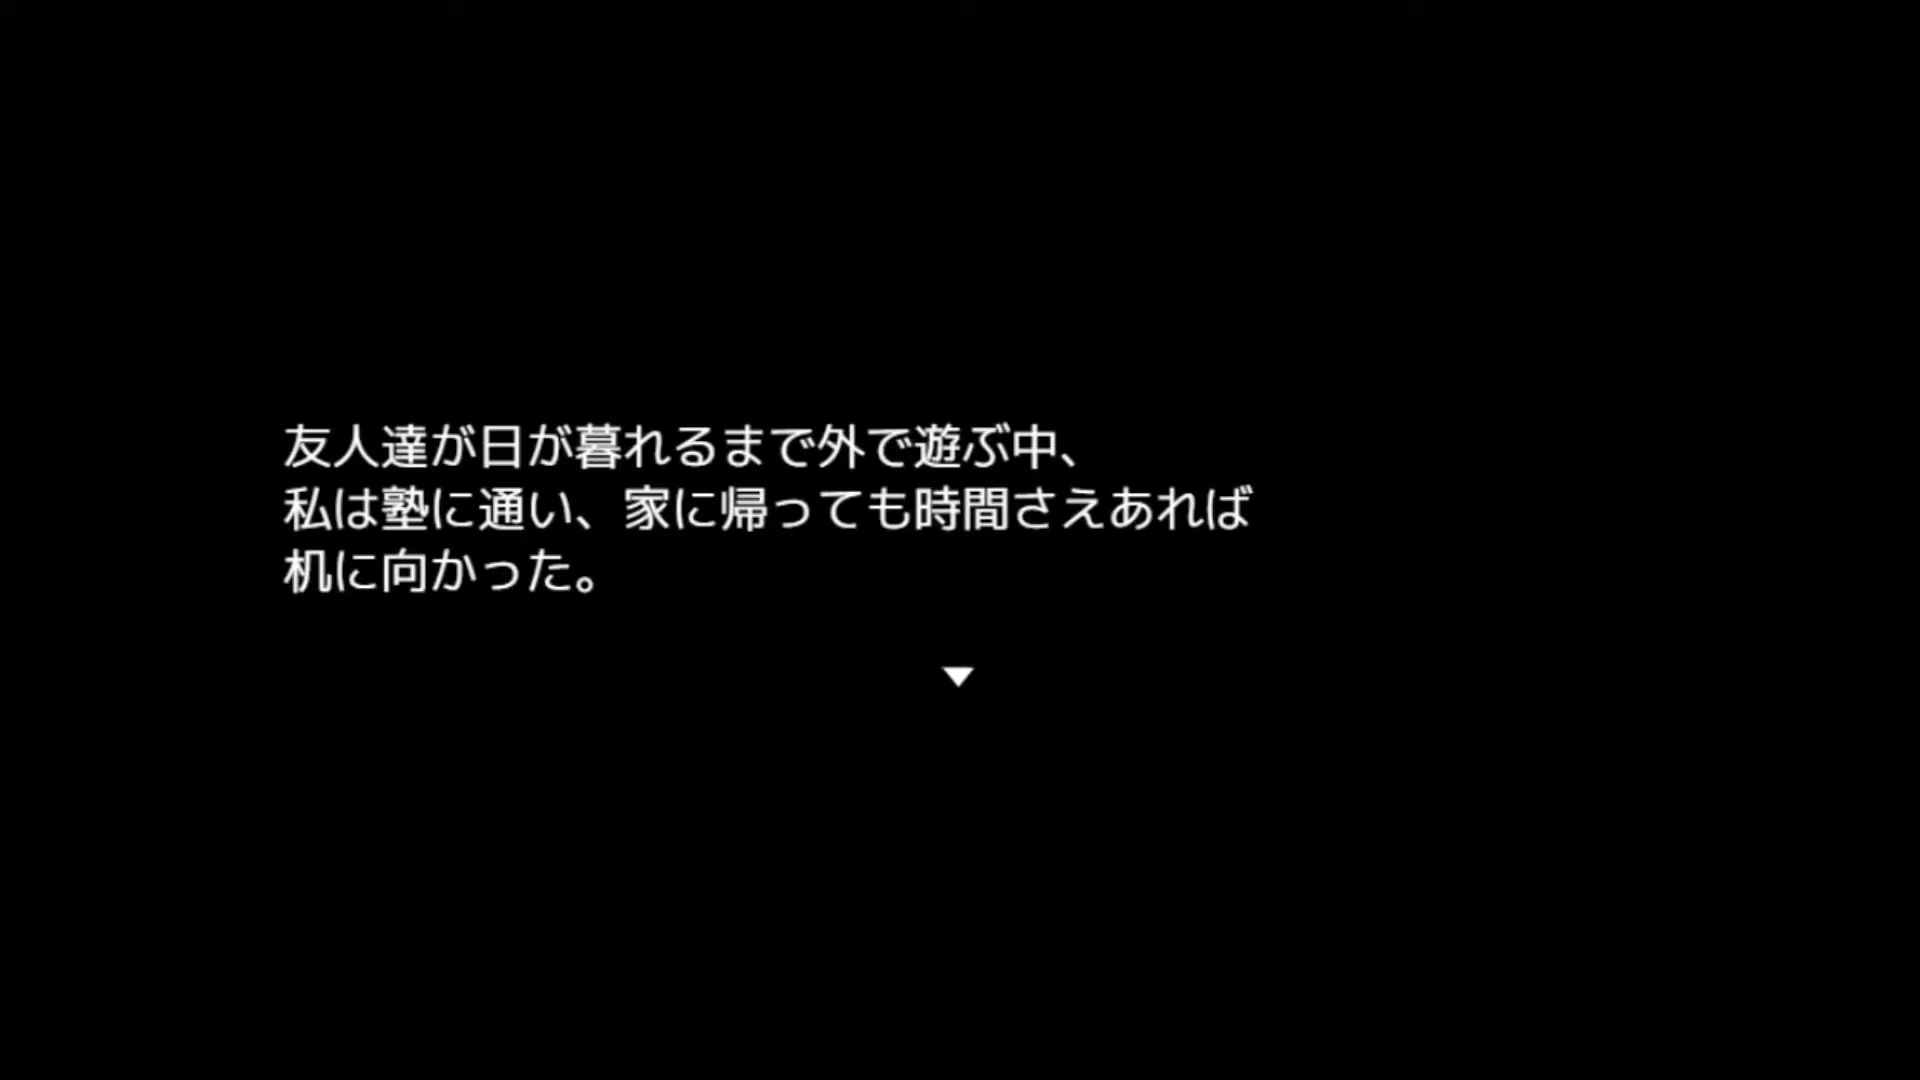 友人達が日が暮れるまで外で遊ぶ中、
私は塾に通い、家に帰っても時間さえあれば
机に向かった。